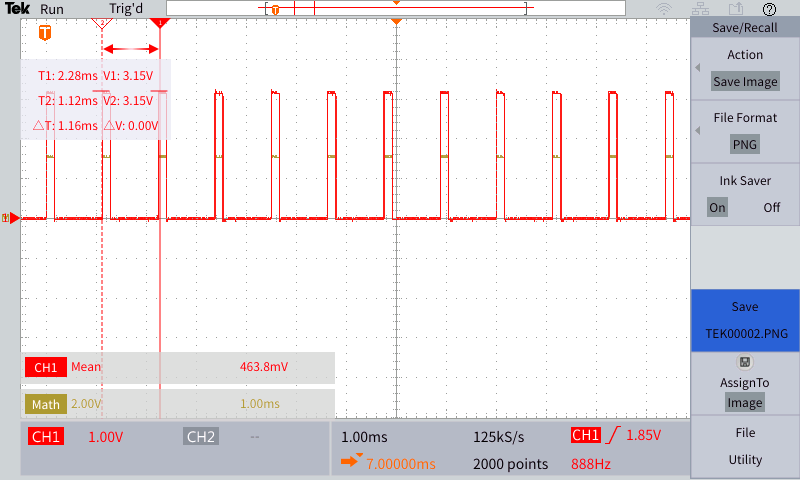 Tek Run Trig'd T ?
Save/Recall
T
2 1
Action
Save Image
T1: 2.28ms V1: 3.15V
T2: 1.12ms V2: 3.15V
△T: 1.16ms △V: 0.00V
File Format
PNG
Ink Saver
On Off
Save
TEK00002.PNG
CH1 Mean 463.8mV
AssignTo
Image
Math 2.00V 1.00ms
CH1 1.00V CH2 -- 1.00ms 125kS/s CH1 1.85V
7.00000ms 2000 points 888Hz
File
Utility